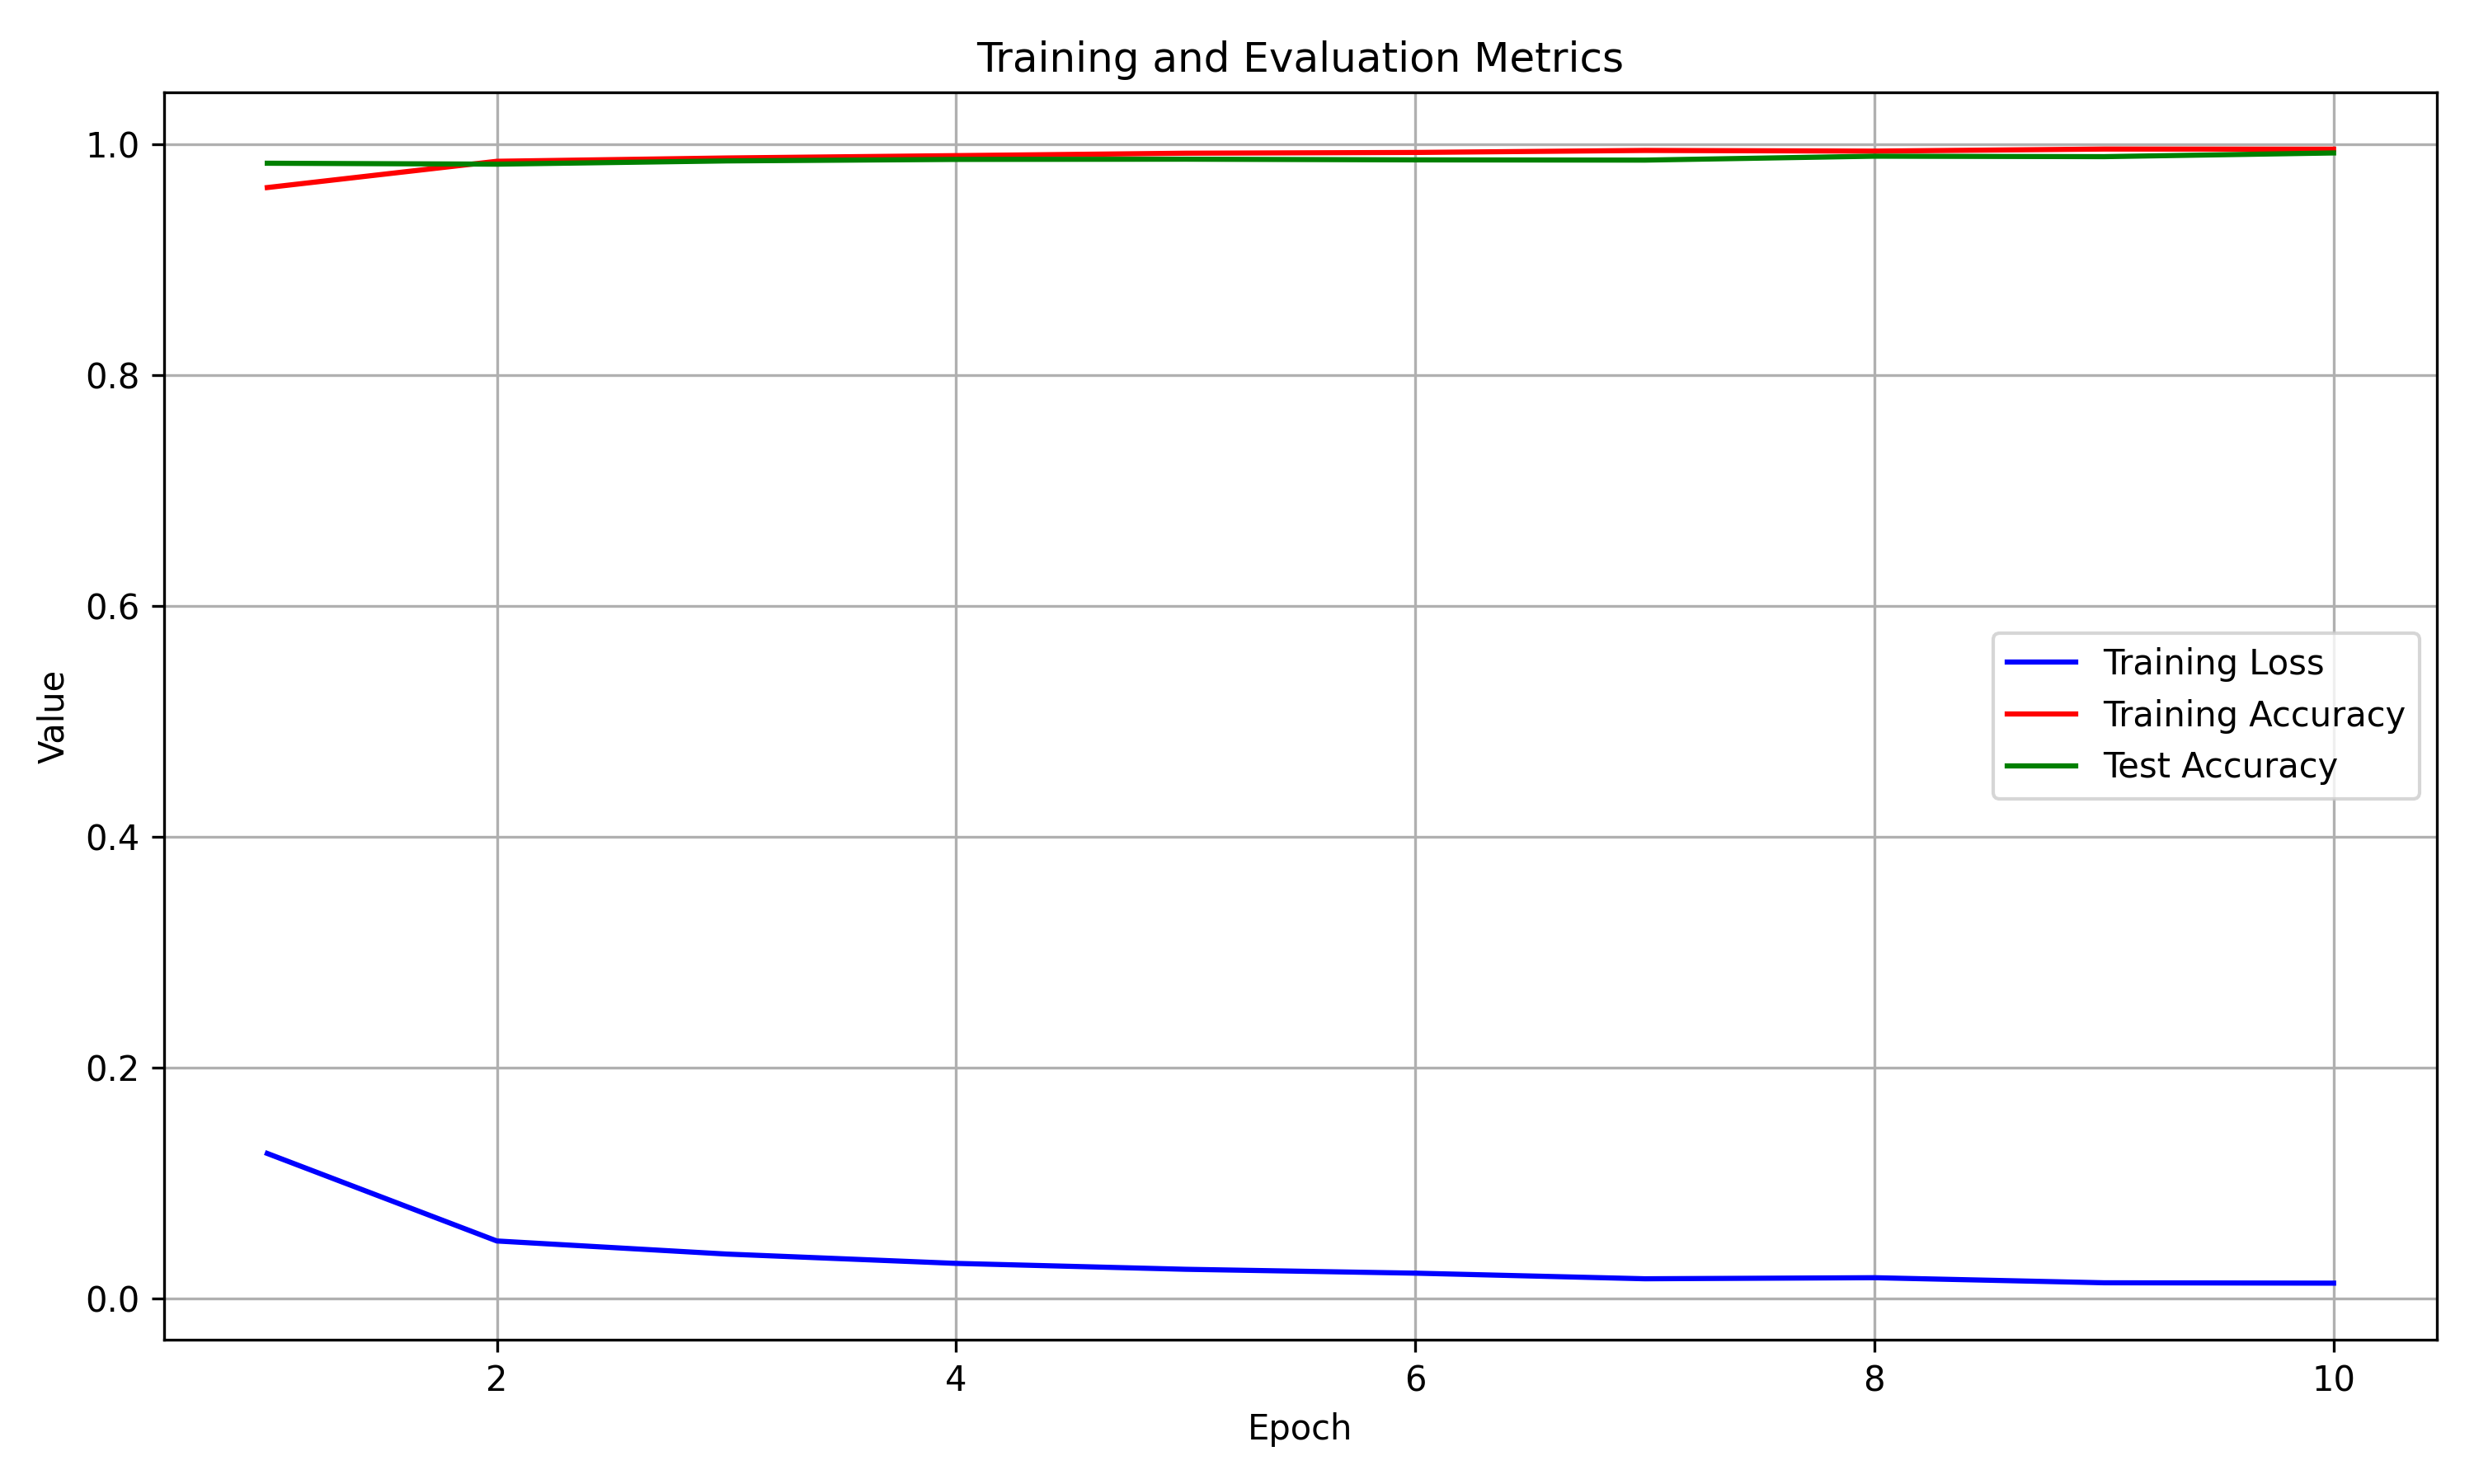 Training and Evaluation Metrics
1.0
0.8
0.6
0.4
0.2
0.0
Value
Training Loss
Training Accuracy
Test Accuracy
2 4 6 8 10
Epoch